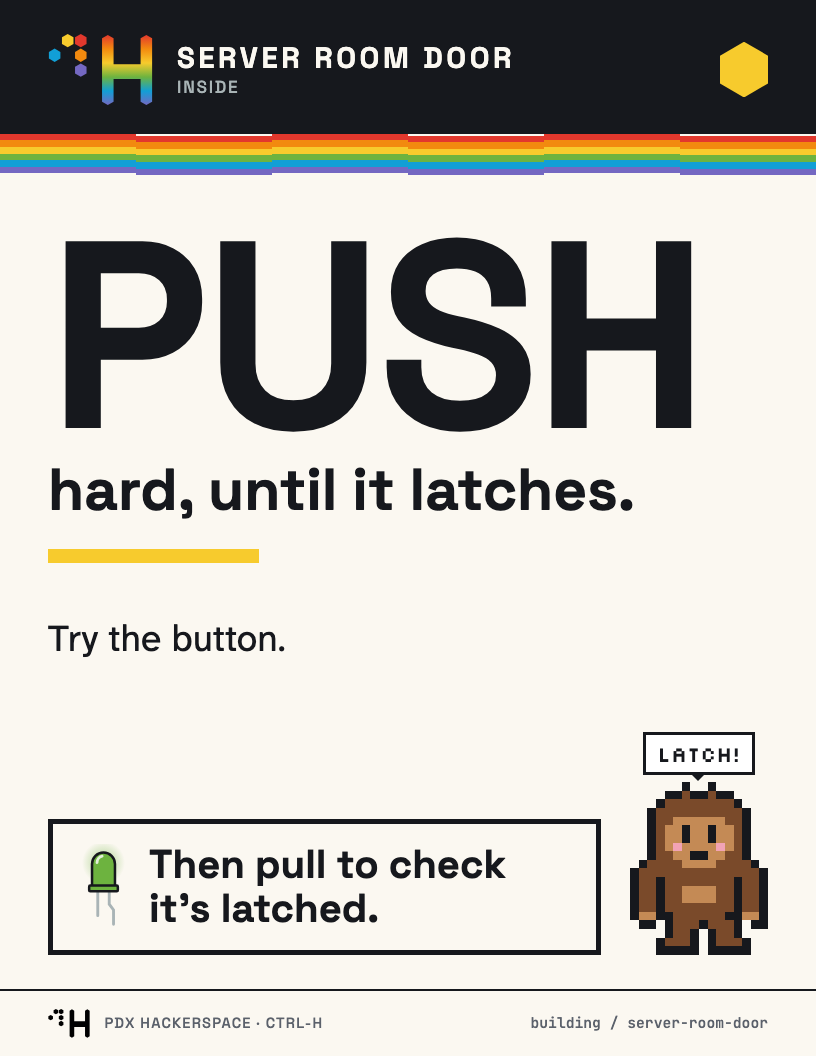 SERVER ROOM DOOR
INSIDE
PUSH
hard, until it latches.
Try the button.
LATCH!
Then pull to check
it’s latched.
H PDX HACKERSPACE · CTRL-H
building / server-room-door